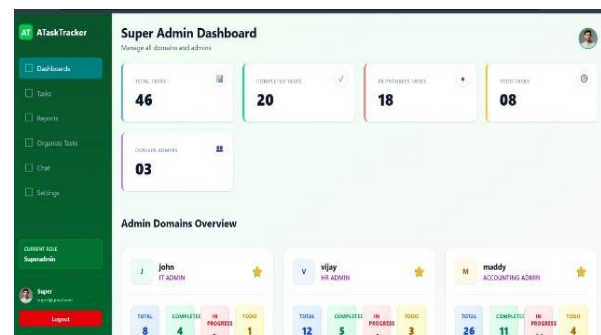 AT ATaskTracker
Dashboards
Tasks
Reports
Organize Tasks
Chat
Settings
CURRENT ROLE
Superadmin
Super
Logout
Super Admin Dashboard
Manage all domains and admins
TOTAL TASKS
46
COMPLETED TASKS
20
IN PROGRESS TASKS
18
TODO TASKS
08
DOMAIN ADMINS
03
Admin Domains Overview
J
john
IT ADMIN
TOTAL
8
COMPLETED
4
IN PROGRESS
TODO
1
V
vijay
HR ADMIN
TOTAL
12
COMPLETED
5
IN PROGRESS
TODO
3
M
maddy
ACCOUNTING ADMIN
TOTAL
26
COMPLETED
11
IN PROGRESS
TODO
4